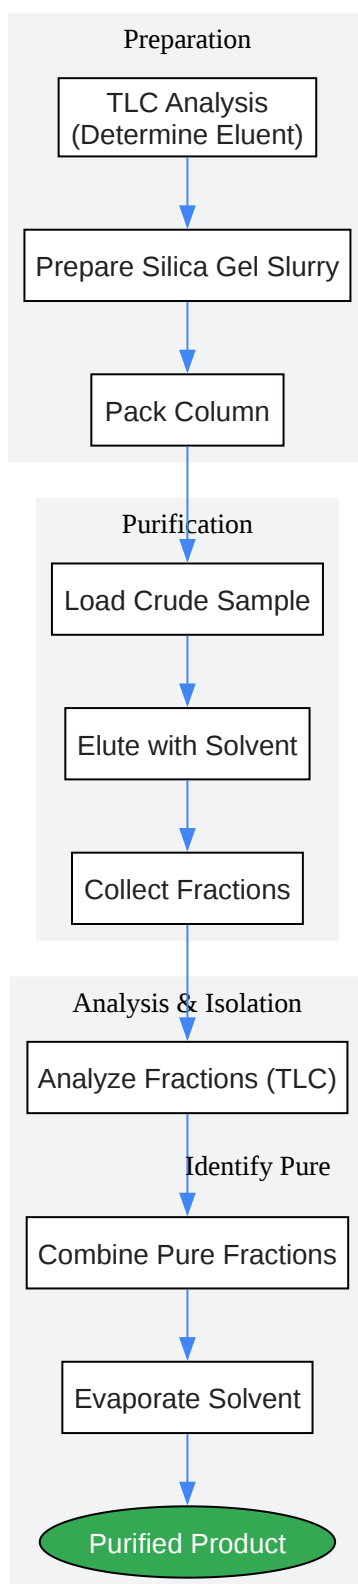 Preparation
TLC Analysis
(Determine Eluent)
Prepare Silica Gel Slurry
Pack Column
Purification
Load Crude Sample
Elute with Solvent
Collect Fractions
Analysis & Isolation
Analyze Fractions (TLC)
Identify Pure
Combine Pure Fractions
Evaporate Solvent
Purified Product